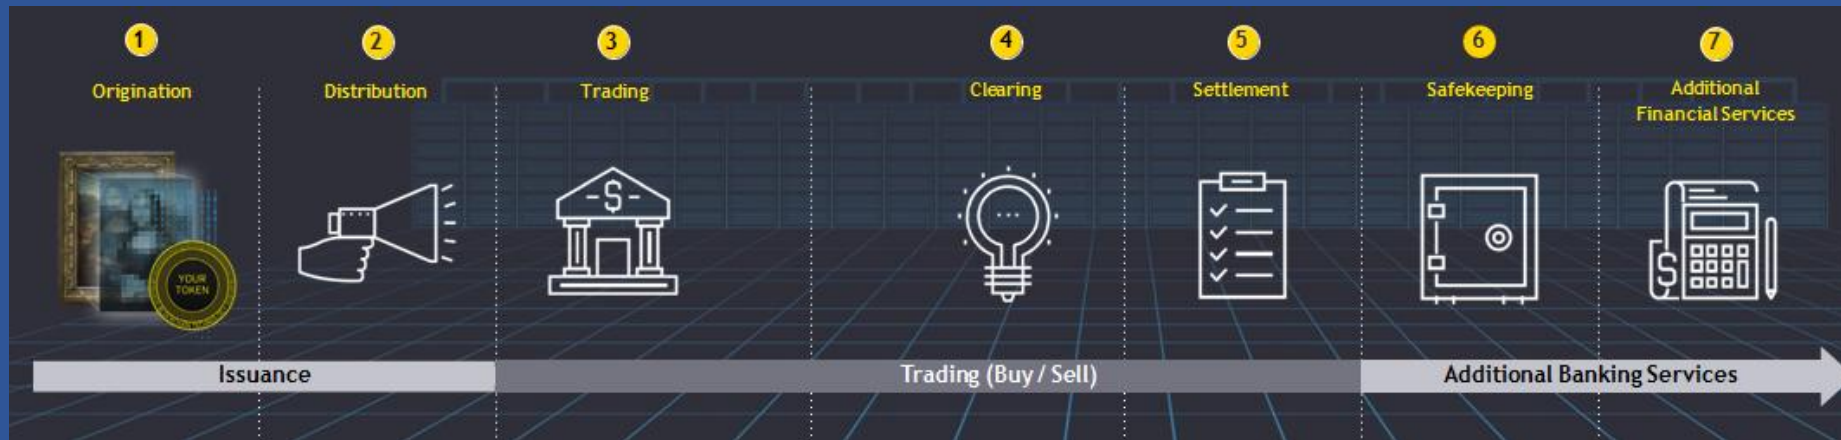 1
2
3
4
5
6
7
Origination
Distribution
Trading
Clearing
Settlement
Safekeeping
Additional
Financial Services
YOUR
TOKEN
$
$
Issuance
Trading (Buy / Sell)
Additional Banking Services